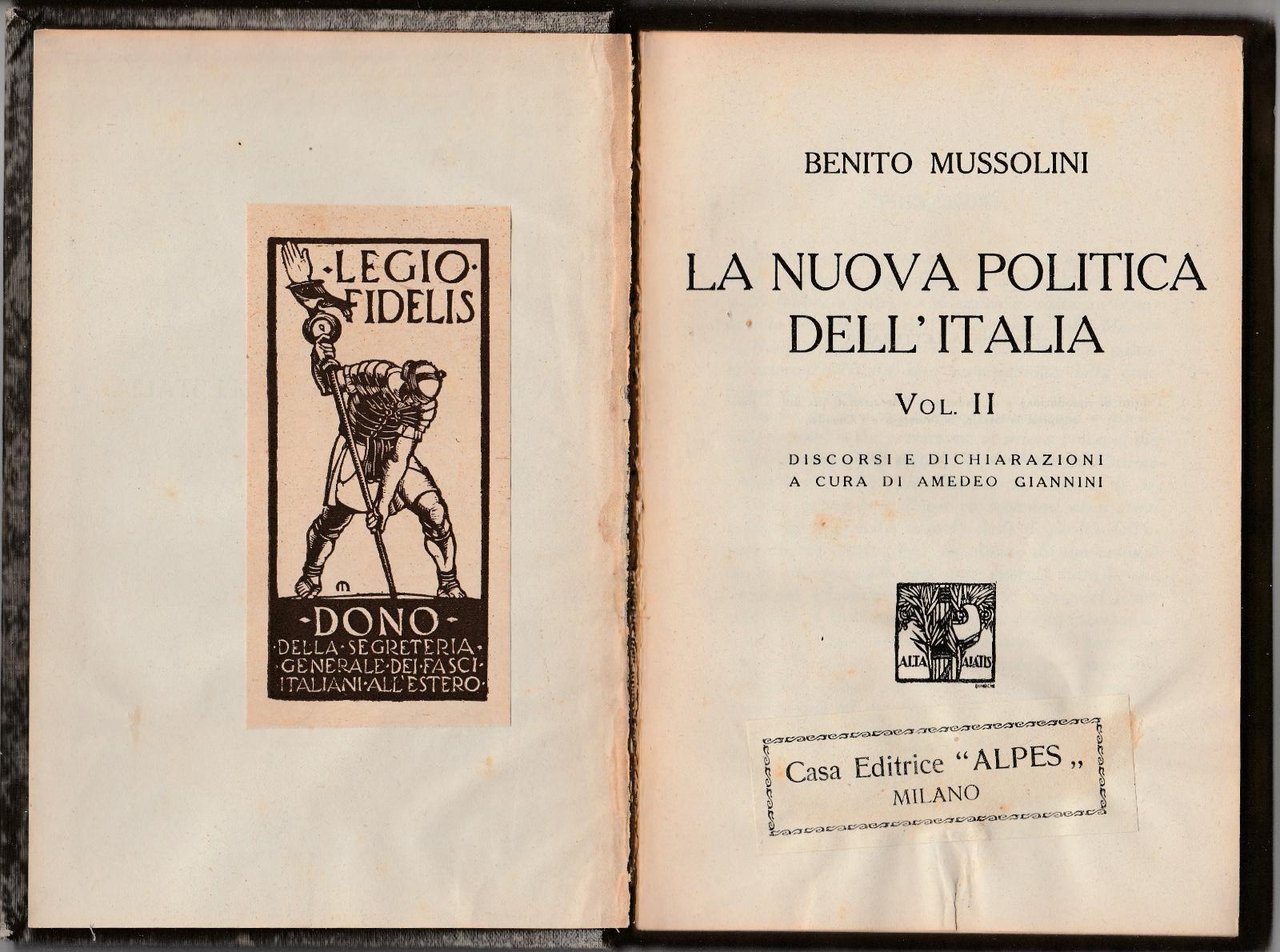 ·LEGIO·
FIDELIS
·DONO·
DELLA·SEGRETERIA·
·GENERALE·DEI·FASCI·
ITALIANI·ALL'ESTERO·
BENITO MUSSOLINI
LA NUOVA POLITICA
DELL'ITALIA
VOL. II
DISCORSI E DICHIARAZIONI
A CURA DI AMEDEO GIANNINI
ALTA ALATIS
Casa Editrice “ALPES„
MILANO